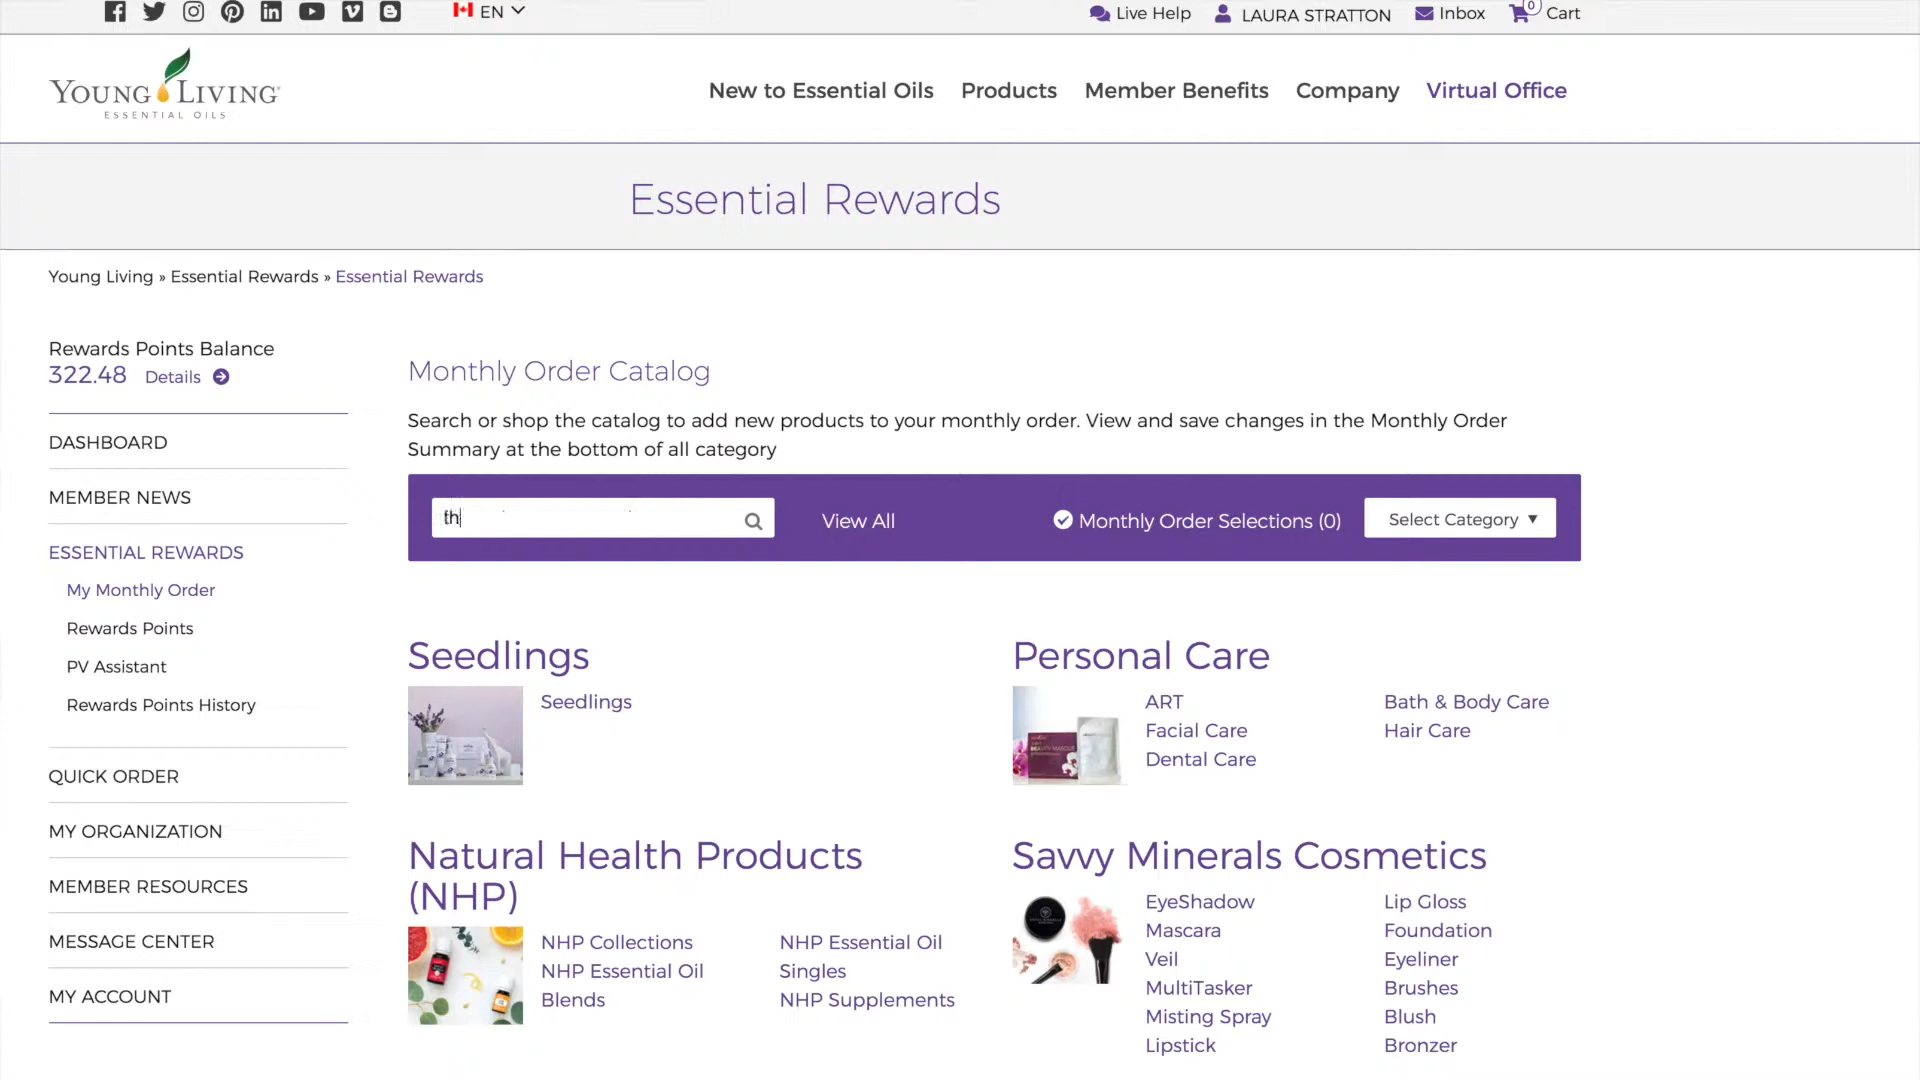 EN
Live Help
LAURA STRATTON
Inbox
0
Cart
YOUNG LIVING
ESSENTIAL OILS
New to Essential Oils
Products
Member Benefits
Company
Virtual Office
Essential Rewards
Young Living » Essential Rewards » Essential Rewards
Rewards Points Balance
322.48 Details
DASHBOARD
MEMBER NEWS
ESSENTIAL REWARDS
My Monthly Order
Rewards Points
PV Assistant
Rewards Points History
QUICK ORDER
MY ORGANIZATION
MEMBER RESOURCES
MESSAGE CENTER
MY ACCOUNT
Monthly Order Catalog
Search or shop the catalog to add new products to your monthly order. View and save changes in the Monthly Order
Summary at the bottom of all category
th
View All
Monthly Order Selections (0)
Select Category ▼
Seedlings
Seedlings
Personal Care
ART
Facial Care
Dental Care
Bath & Body Care
Hair Care
Natural Health Products
(NHP)
NHP Collections
NHP Essential Oil
Blends
NHP Essential Oil
Singles
NHP Supplements
Savvy Minerals Cosmetics
EyeShadow
Mascara
Veil
MultiTasker
Misting Spray
Lipstick
Lip Gloss
Foundation
Eyeliner
Brushes
Blush
Bronzer